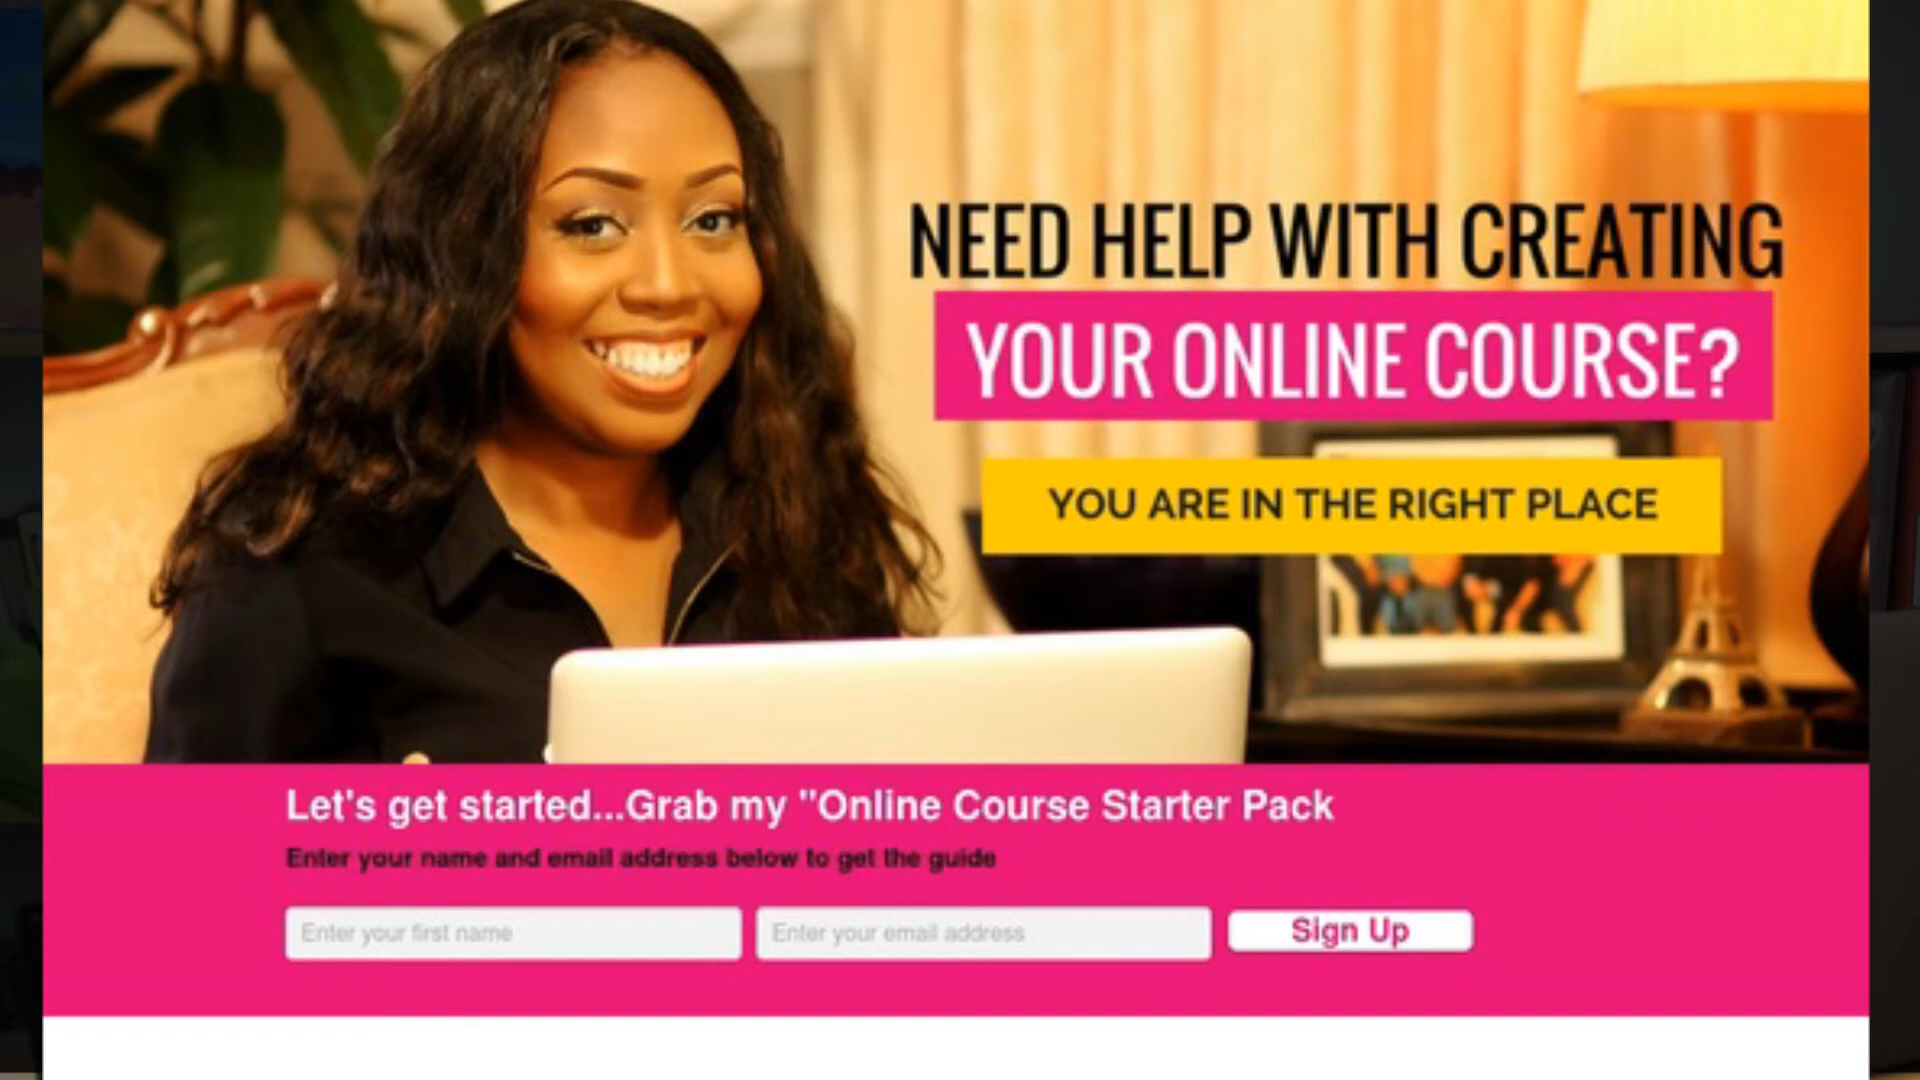 NEED HELP WITH CREATING
YOUR ONLINE COURSE?
YOU ARE IN THE RIGHT PLACE
Let's get started...Grab my "Online Course Starter Pack
Enter your name and email address below to get the guide
Enter your first name
Enter your email address
Sign Up